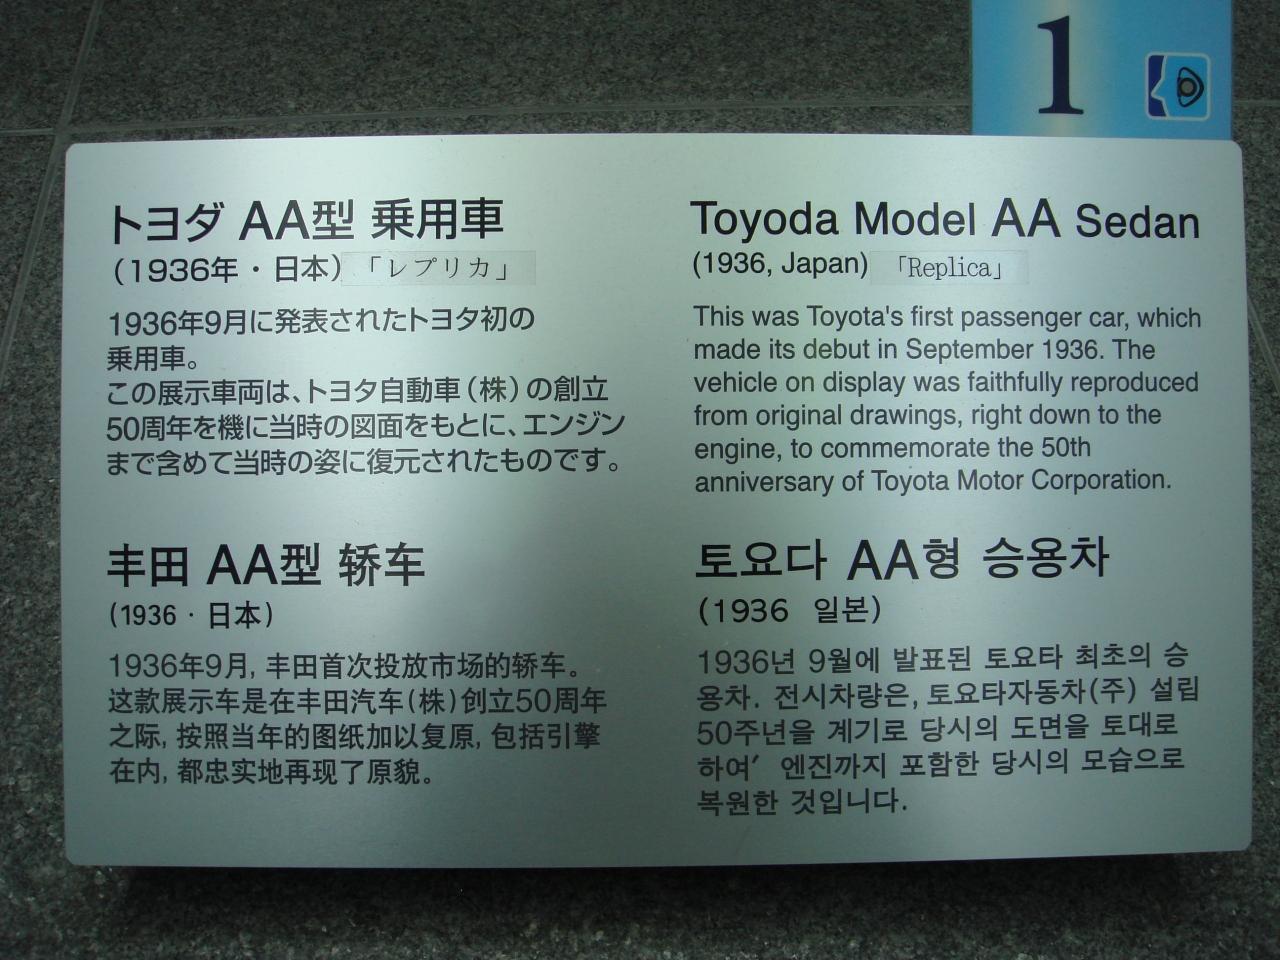 1
トヨダ AA型 乗用車
(1936年・日本) 「レプリカ」
1936年9月に発表されたトヨタ初の
乗用車。
この展示車両は、トヨタ自動車(株)の創立
50周年を機に当時の図面をもとに、エンジン
まで含めて当時の姿に復元されたものです。
Toyoda Model AA Sedan
(1936, Japan) 「Replica」
This was Toyota's first passenger car, which
made its debut in September 1936. The
vehicle on display was faithfully reproduced
from original drawings, right down to the
engine, to commemorate the 50th
anniversary of Toyota Motor Corporation.
丰田 AA型 轿车
(1936・日本)
1936年9月, 丰田首次投放市场的轿车。
这款展示车是在丰田汽车(株)创立50周年
之际, 按照当年的图纸加以复原, 包括引擎
在内, 都忠实地再现了原貌。
토요다 AA형 승용차
(1936 일본)
1936년 9월에 발표된 토요타 최초의 승
용차. 전시차량은, 토요타자동차(주) 설립
50주년을 계기로 당시의 도면을 토대로
하여′ 엔진까지 포함한 당시의 모습으로
복원한 것입니다.